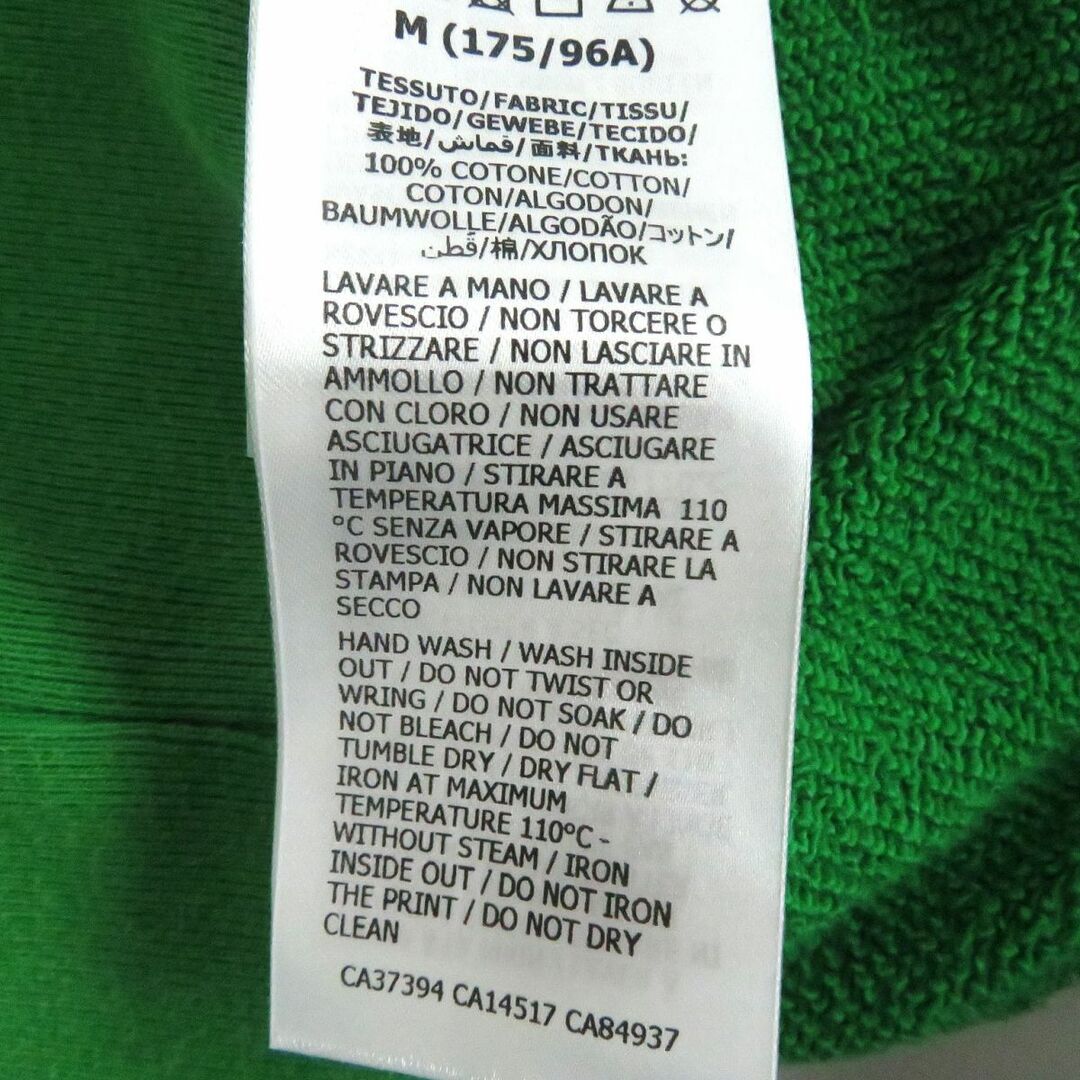 M (175/96A)
TESSUTO/FABRIC/TISSU/
TEJIDO/GEWEBE/TECIDO/
表地/قماش/面料/ТКАНЬ:
100% COTONE/COTTON/
COTON/ALGODON/
BAUMWOLLE/ALGODÃO/コットン/
قُطن/棉/ХЛОПОК
LAVARE A MANO / LAVARE A
ROVESCIO / NON TORCERE O
STRIZZARE / NON LASCIARE IN
AMMOLLO / NON TRATTARE
CON CLORO / NON USARE
ASCIUGATRICE / ASCIUGARE
IN PIANO / STIRARE A
TEMPERATURA MASSIMA 110
°C SENZA VAPORE / STIRARE A
ROVESCIO / NON STIRARE LA
STAMPA / NON LAVARE A
SECCO
HAND WASH / WASH INSIDE
OUT / DO NOT TWIST OR
WRING / DO NOT SOAK / DO
NOT BLEACH / DO NOT
TUMBLE DRY / DRY FLAT /
IRON AT MAXIMUM
TEMPERATURE 110°C -
WITHOUT STEAM / IRON
INSIDE OUT / DO NOT IRON
THE PRINT / DO NOT DRY
CLEAN
CA37394 CA14517 CA84937